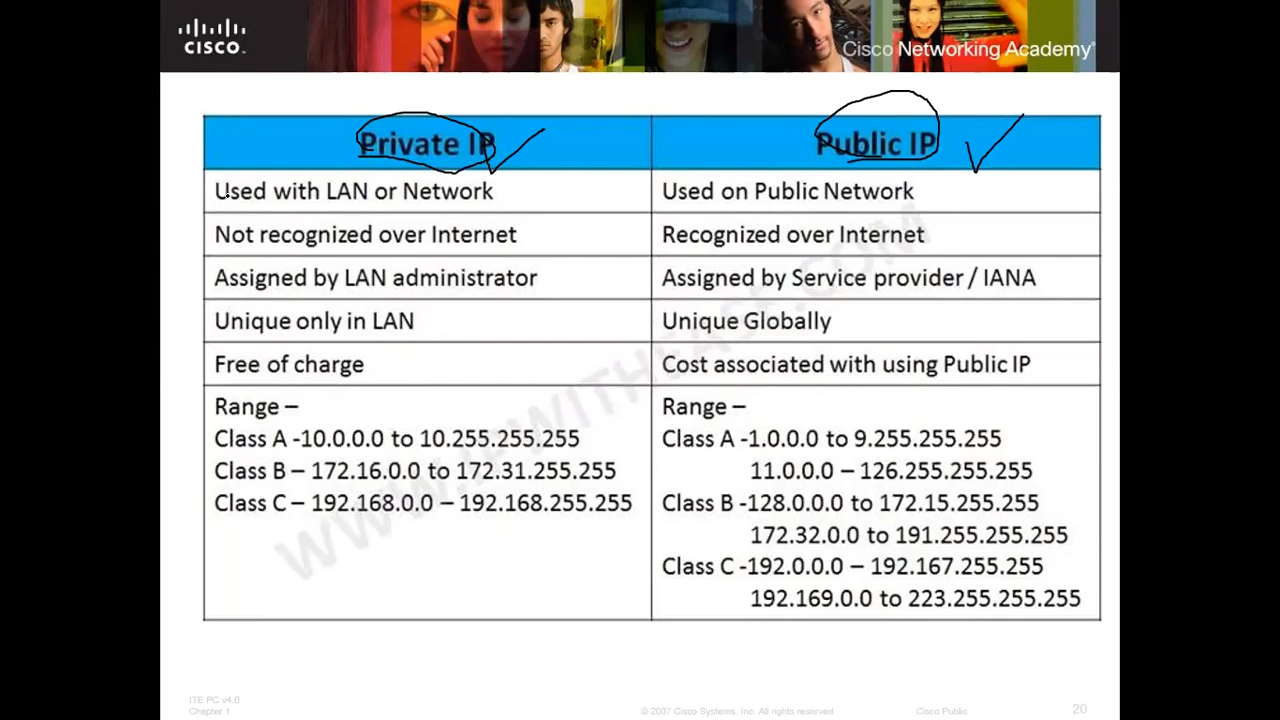 CISCO
Cisco Networking Academy
Private IP
Public IP
Used with LAN or Network
Used on Public Network
Not recognized over Internet
Recognized over Internet
Assigned by LAN administrator
Assigned by Service provider / IANA
Unique only in LAN
Unique Globally
Free of charge
Cost associated with using Public IP
Range –
Class A -10.0.0.0 to 10.255.255.255
Class B – 172.16.0.0 to 172.31.255.255
Class C – 192.168.0.0 – 192.168.255.255
Range –
Class A -1.0.0.0 to 9.255.255.255
11.0.0.0 – 126.255.255.255
Class B -128.0.0.0 to 172.15.255.255
172.32.0.0 to 191.255.255.255
Class C -192.0.0.0 – 192.167.255.255
192.169.0.0 to 223.255.255.255
WWW.IPWITHEASE.COM
ITE PC v4.0
Chapter 1
© 2007 Cisco Systems, Inc. All rights reserved.
Cisco Public
20